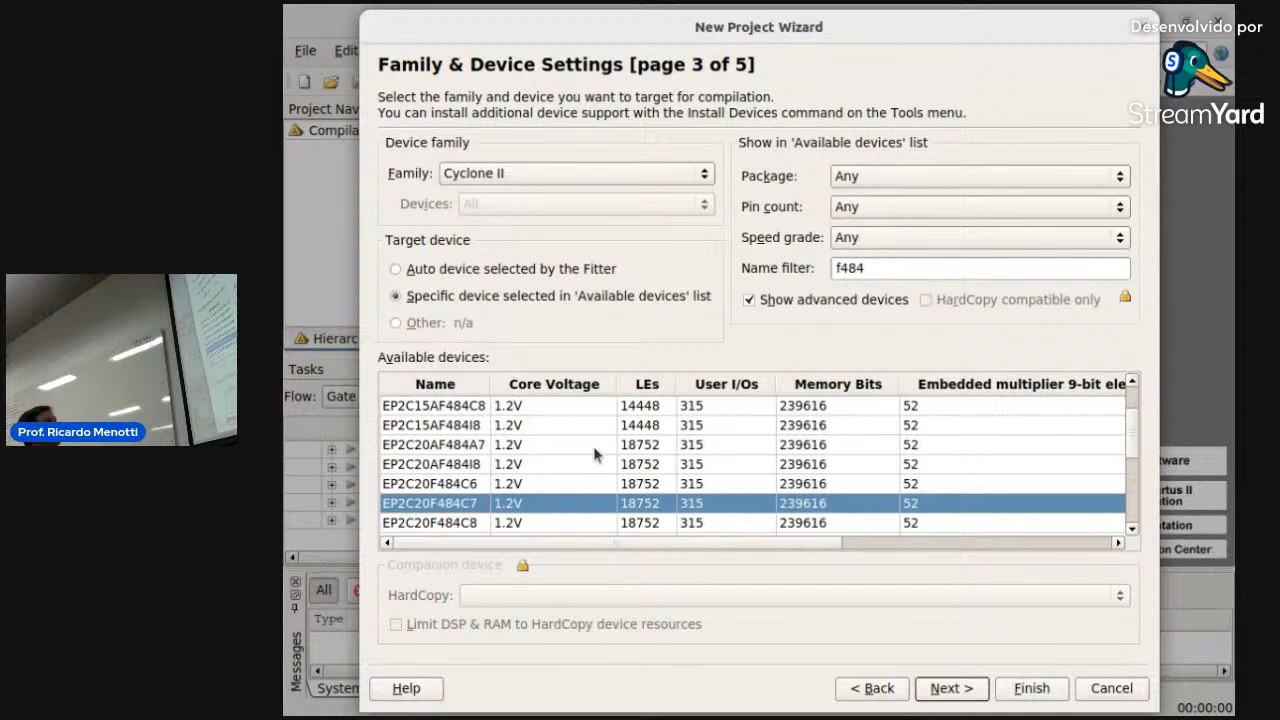 New Project Wizard
Desenvolvido por
StreamYard
File Edit
Project Nav
Compila
Hierarc
Tasks
Flow: Gate
Family & Device Settings [page 3 of 5]
Select the family and device you want to target for compilation.
You can install additional device support with the Install Devices command on the Tools menu.
Device family
Family: Cyclone II
Devices: All
Target device
Auto device selected by the Fitter
Specific device selected in 'Available devices' list
Other: n/a
Show in 'Available devices' list
Package: Any
Pin count: Any
Speed grade: Any
Name filter: f484
Show advanced devices HardCopy compatible only
Available devices:
Name Core Voltage LEs User I/Os Memory Bits Embedded multiplier 9-bit ele
EP2C15AF484C8 1.2V 14448 315 239616 52
EP2C15AF484I8 1.2V 14448 315 239616 52
EP2C20AF484A7 1.2V 18752 315 239616 52
EP2C20AF484I8 1.2V 18752 315 239616 52
EP2C20F484C6 1.2V 18752 315 239616 52
EP2C20F484C7 1.2V 18752 315 239616 52
EP2C20F484C8 1.2V 18752 315 239616 52
Companion device
HardCopy:
Limit DSP & RAM to HardCopy device resources
Help < Back Next > Finish Cancel
Prof. Ricardo Menotti
All
Type
Messages
System
tware
rtus II
tion
ntation
on Center
00:00:00